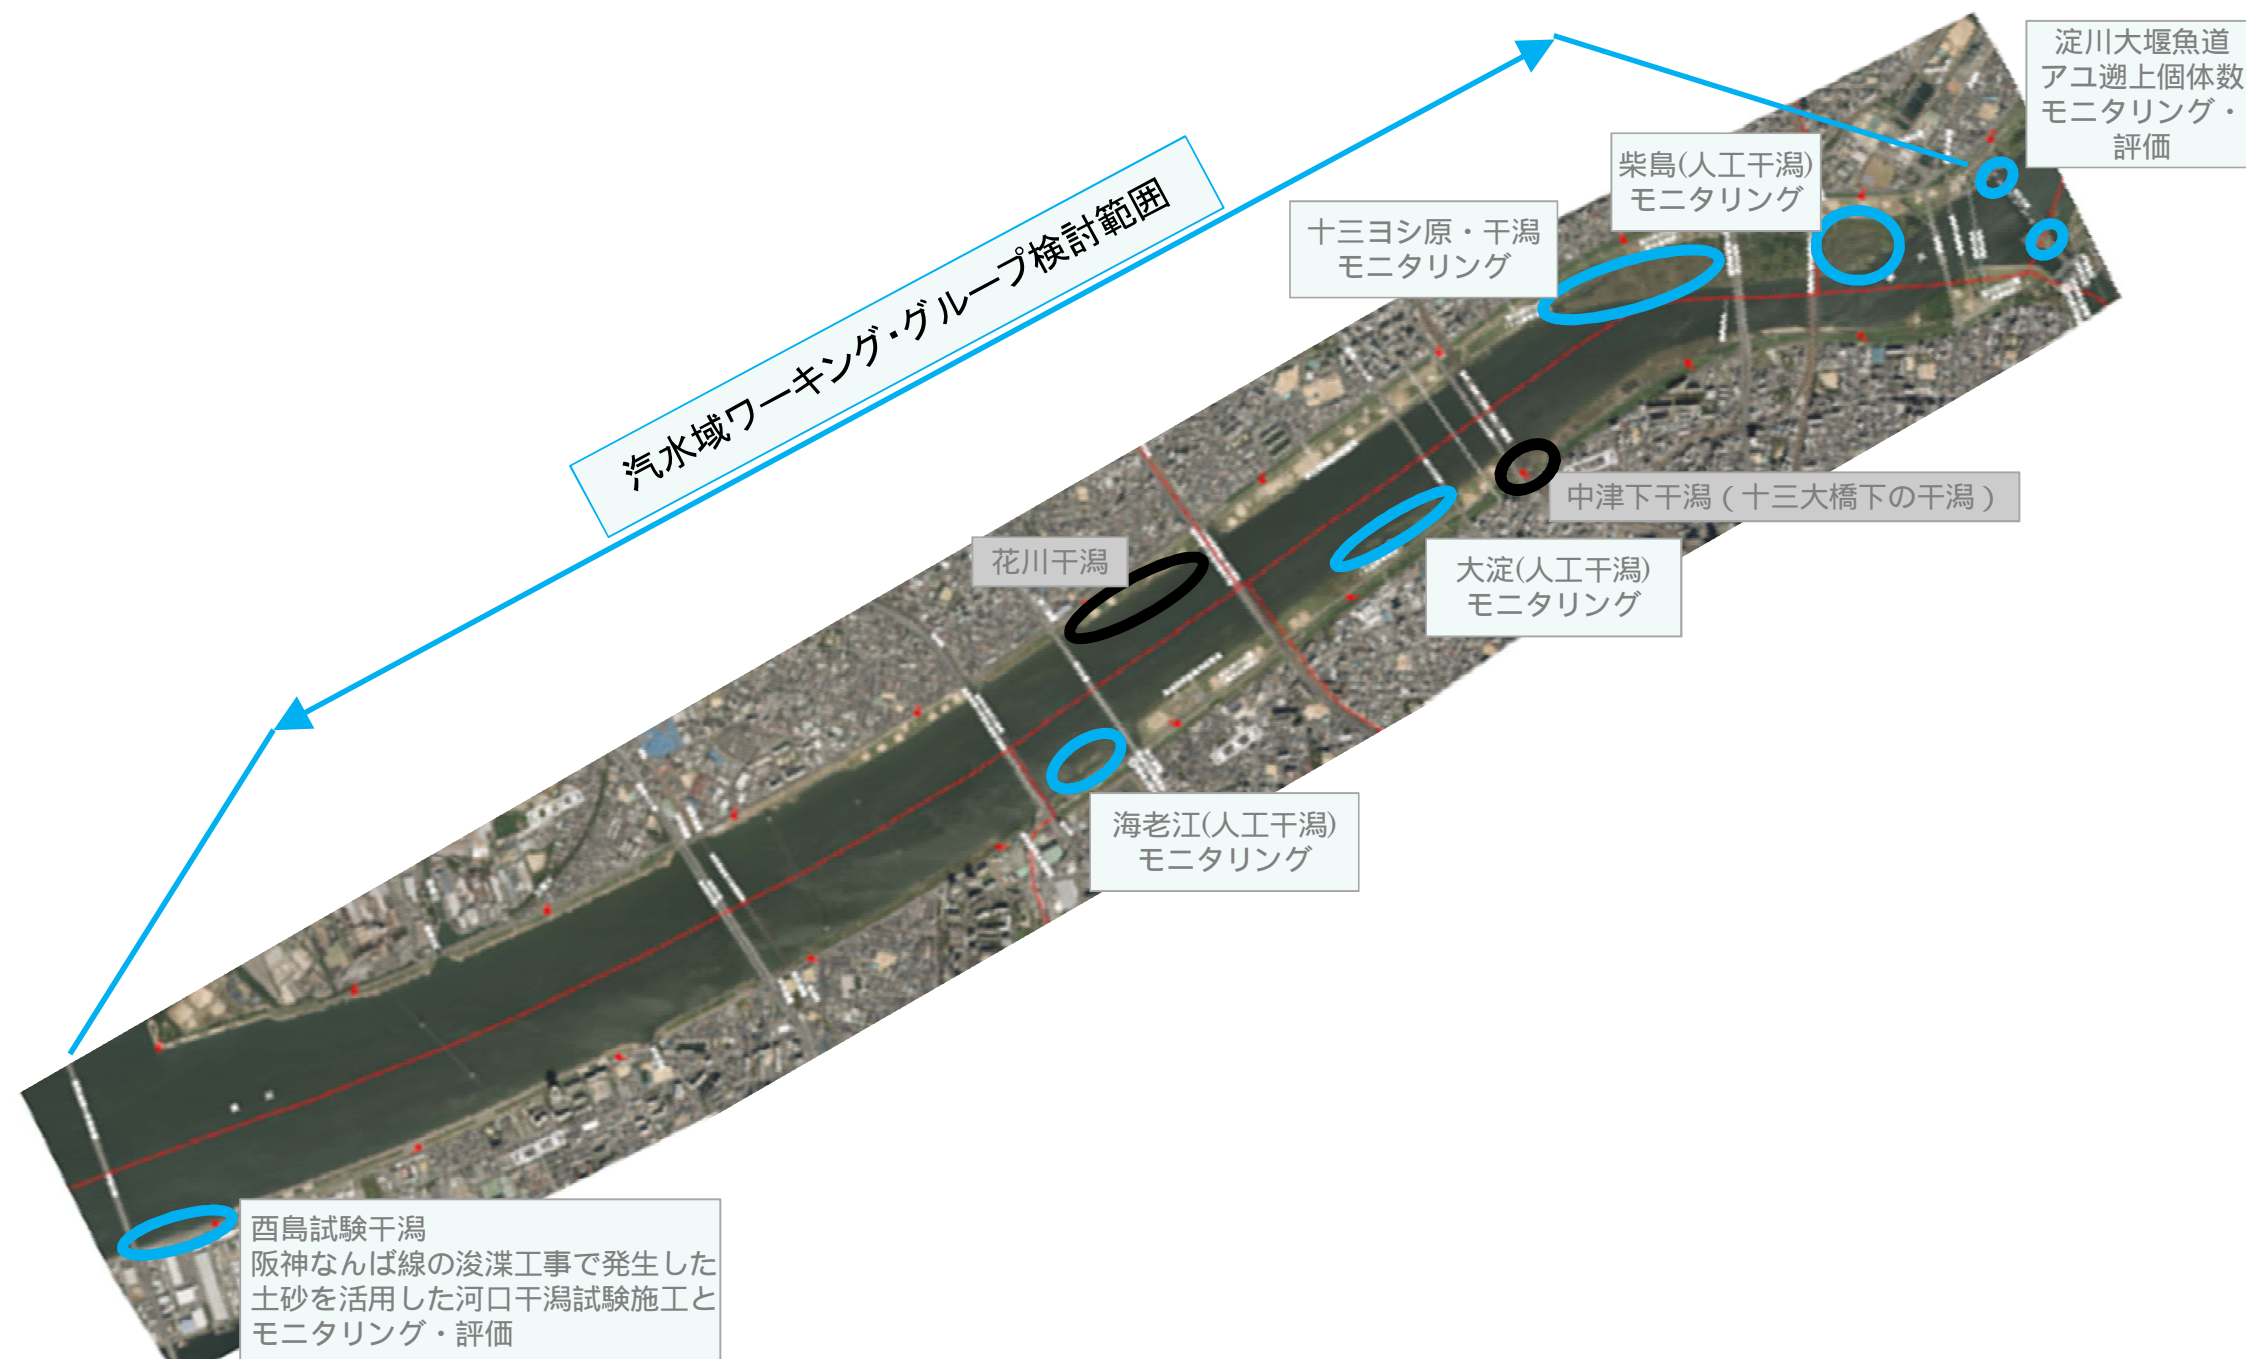 淀川大堰魚道
アユ遡上個体数
モニタリング・
評価
柴島(人工干潟)
モニタリング
十三ヨシ原・干潟
モニタリング
汽水域ワーキング・グループ検討範囲
中津下干潟（十三大橋下の干潟）
大淀(人工干潟)
モニタリング
花川干潟
海老江(人工干潟)
モニタリング
酉島試験干潟
阪神なんば線の浚渫工事で発生した
土砂を活用した河口干潟試験施工と
モニタリング・評価